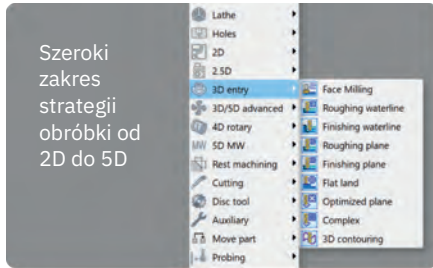 Szeroki
zakres
strategii
obróbki od
2D do 5D
Lathe
Holes
2D
2.5D
3D entry
3D/5D advanced
4D rotary
5D MW
Rest machining
Cutting
Disc tool
Auxiliary
Move part
Probing
Face Milling
Roughing waterline
Finishing waterline
Roughing plane
Finishing plane
Flat land
Optimized plane
Complex
3D contouring